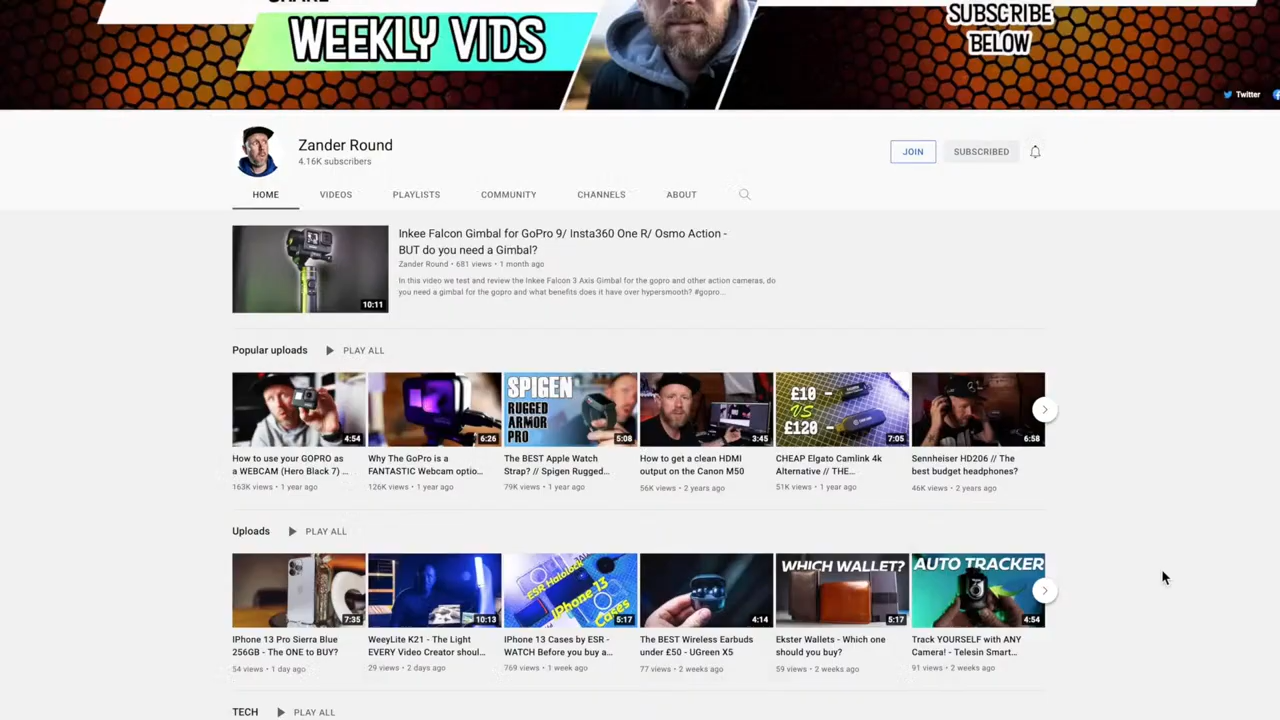 WEEKLY VIDS
SUBSCRIBE
BELOW
Twitter
Zander Round
4.16K subscribers
JOIN
SUBSCRIBED
HOME
VIDEOS
PLAYLISTS
COMMUNITY
CHANNELS
ABOUT
Inkee Falcon Gimbal for GoPro 9/ Insta360 One R/ Osmo Action -
BUT do you need a Gimbal?
Zander Round • 681 views • 1 month ago
In this video we test and review the Inkee Falcon 3 Axis Gimbal for the gopro and other action cameras, do
you need a gimbal for the gopro and what benefits does it have over hypersmooth? #gopro...
10:11
Popular uploads
PLAY ALL
4:54
How to use your GOPRO as
a WEBCAM (Hero Black 7) ...
163K views • 1 year ago
6:26
Why The GoPro is a
FANTASTIC Webcam optio...
126K views • 1 year ago
SPIGEN
RUGGED
ARMOR
PRO
5:08
The BEST Apple Watch
Strap? // Spigen Rugged...
79K views • 1 year ago
3:45
How to get a clean HDMI
output on the Canon M50
56K views • 2 years ago
£10 -
VS
£120 -
7:05
CHEAP Elgato Camlink 4k
Alternative // THE...
51K views • 1 year ago
6:58
Sennheiser HD206 // The
best budget headphones?
46K views • 2 years ago
Uploads
PLAY ALL
7:35
IPhone 13 Pro Sierra Blue
256GB - The ONE to BUY?
54 views • 1 day ago
10:13
WeeyLite K21 - The Light
EVERY Video Creator shoul...
29 views • 2 days ago
ESR Halolock
iPhone 13
Cases
5:17
IPhone 13 Cases by ESR -
WATCH Before you buy a...
769 views • 1 week ago
4:14
The BEST Wireless Earbuds
under £50 - UGreen X5
77 views • 2 weeks ago
WHICH WALLET?
5:17
Ekster Wallets - Which one
should you buy?
59 views • 2 weeks ago
AUTO TRACKER
4:54
Track YOURSELF with ANY
Camera! - Telesin Smart...
91 views • 2 weeks ago
TECH
PLAY ALL